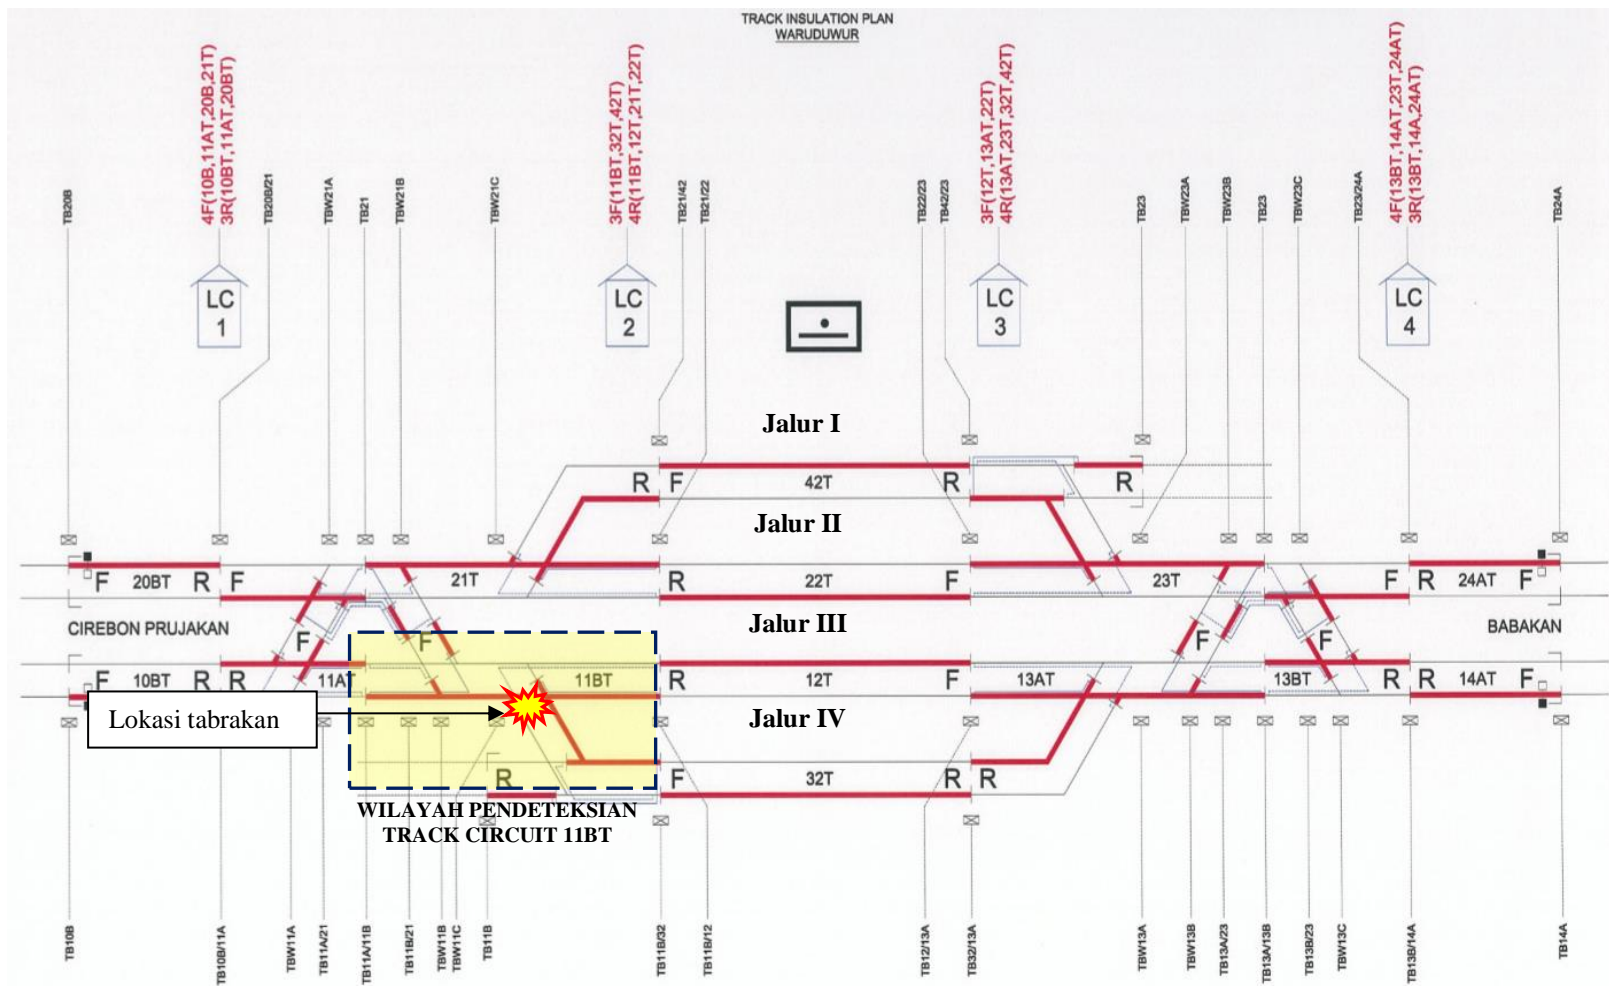 TRACK INSULATION PLAN
WARUDUWUR
4F(10B,11AT,20B,21T)
3R(10BT,11AT,20BT)
3F(11BT,32T,42T)
4R(11BT,12T,21T,22T)
3F(12T,13AT,22T)
4R(13AT,23T,32T,42T)
4F(13BT,14AT,23T,24AT)
3R(13BT,14A,24AT)
TB20B
TB20B/21
TBW/21A
TB21
TBW/21B
TBW/21C
TB21/42
TB21/22
TB22/23
TB42/23
TB23
TBW23A
TBW23B
TB23
TBW23C
TB23/24A
TB24A
LC 1
LC 2
LC 3
LC 4
Jalur I
R F 42T R R
Jalur II
F 20BT R F 21T R 22T F 23T F R 24AT F
CIREBON PRUJAKAN
F F
Jalur III
F F
BABAKAN
10BT R R 11AT 11BT R 12T F 13AT 13BT R R 14AT F
Lokasi tabrakan
Jalur IV
R F 32T R R
WILAYAH PENDETEKSIAN
TRACK CIRCUIT 11BT
TB10B
TB10B/11A
TBW11A
TB11A/21
TB11A/11B
TB11B/21
TBW11B
TBW11C
TB11B
TB11B/32
TB11B/12
TB12/13A
TB32/13A
TBW13A
TBW13B
TB13A/23
TB13A/13B
TB13B/23
TBW13C
TB13B/14A
TB14A